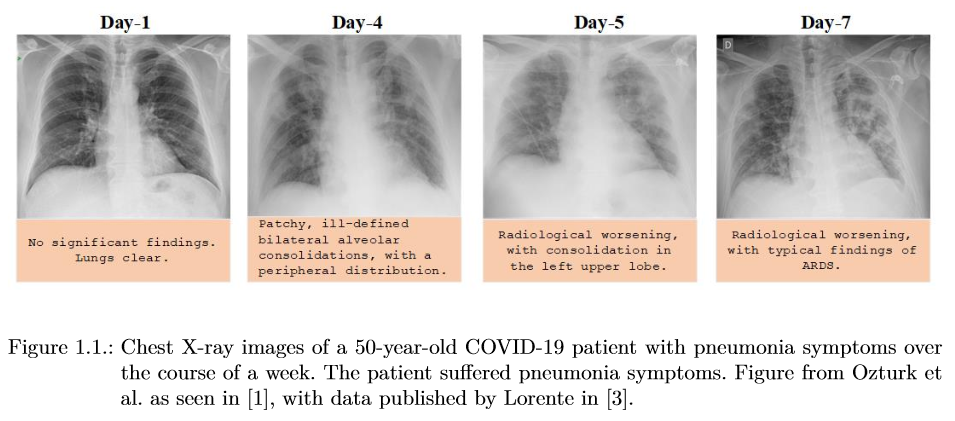 Day-1
Day-4
Day-5
Day-7
D
No significant findings.
Lungs clear.
Patchy, ill-defined
bilateral alveolar
consolidations, with a
peripheral distribution.
Radiological worsening,
with consolidation in
the left upper lobe.
Radiological worsening,
with typical findings of
ARDS.
Figure 1.1.: Chest X-ray images of a 50-year-old COVID-19 patient with pneumonia symptoms over
the course of a week. The patient suffered pneumonia symptoms. Figure from Ozturk et
al. as seen in [1], with data published by Lorente in [3].